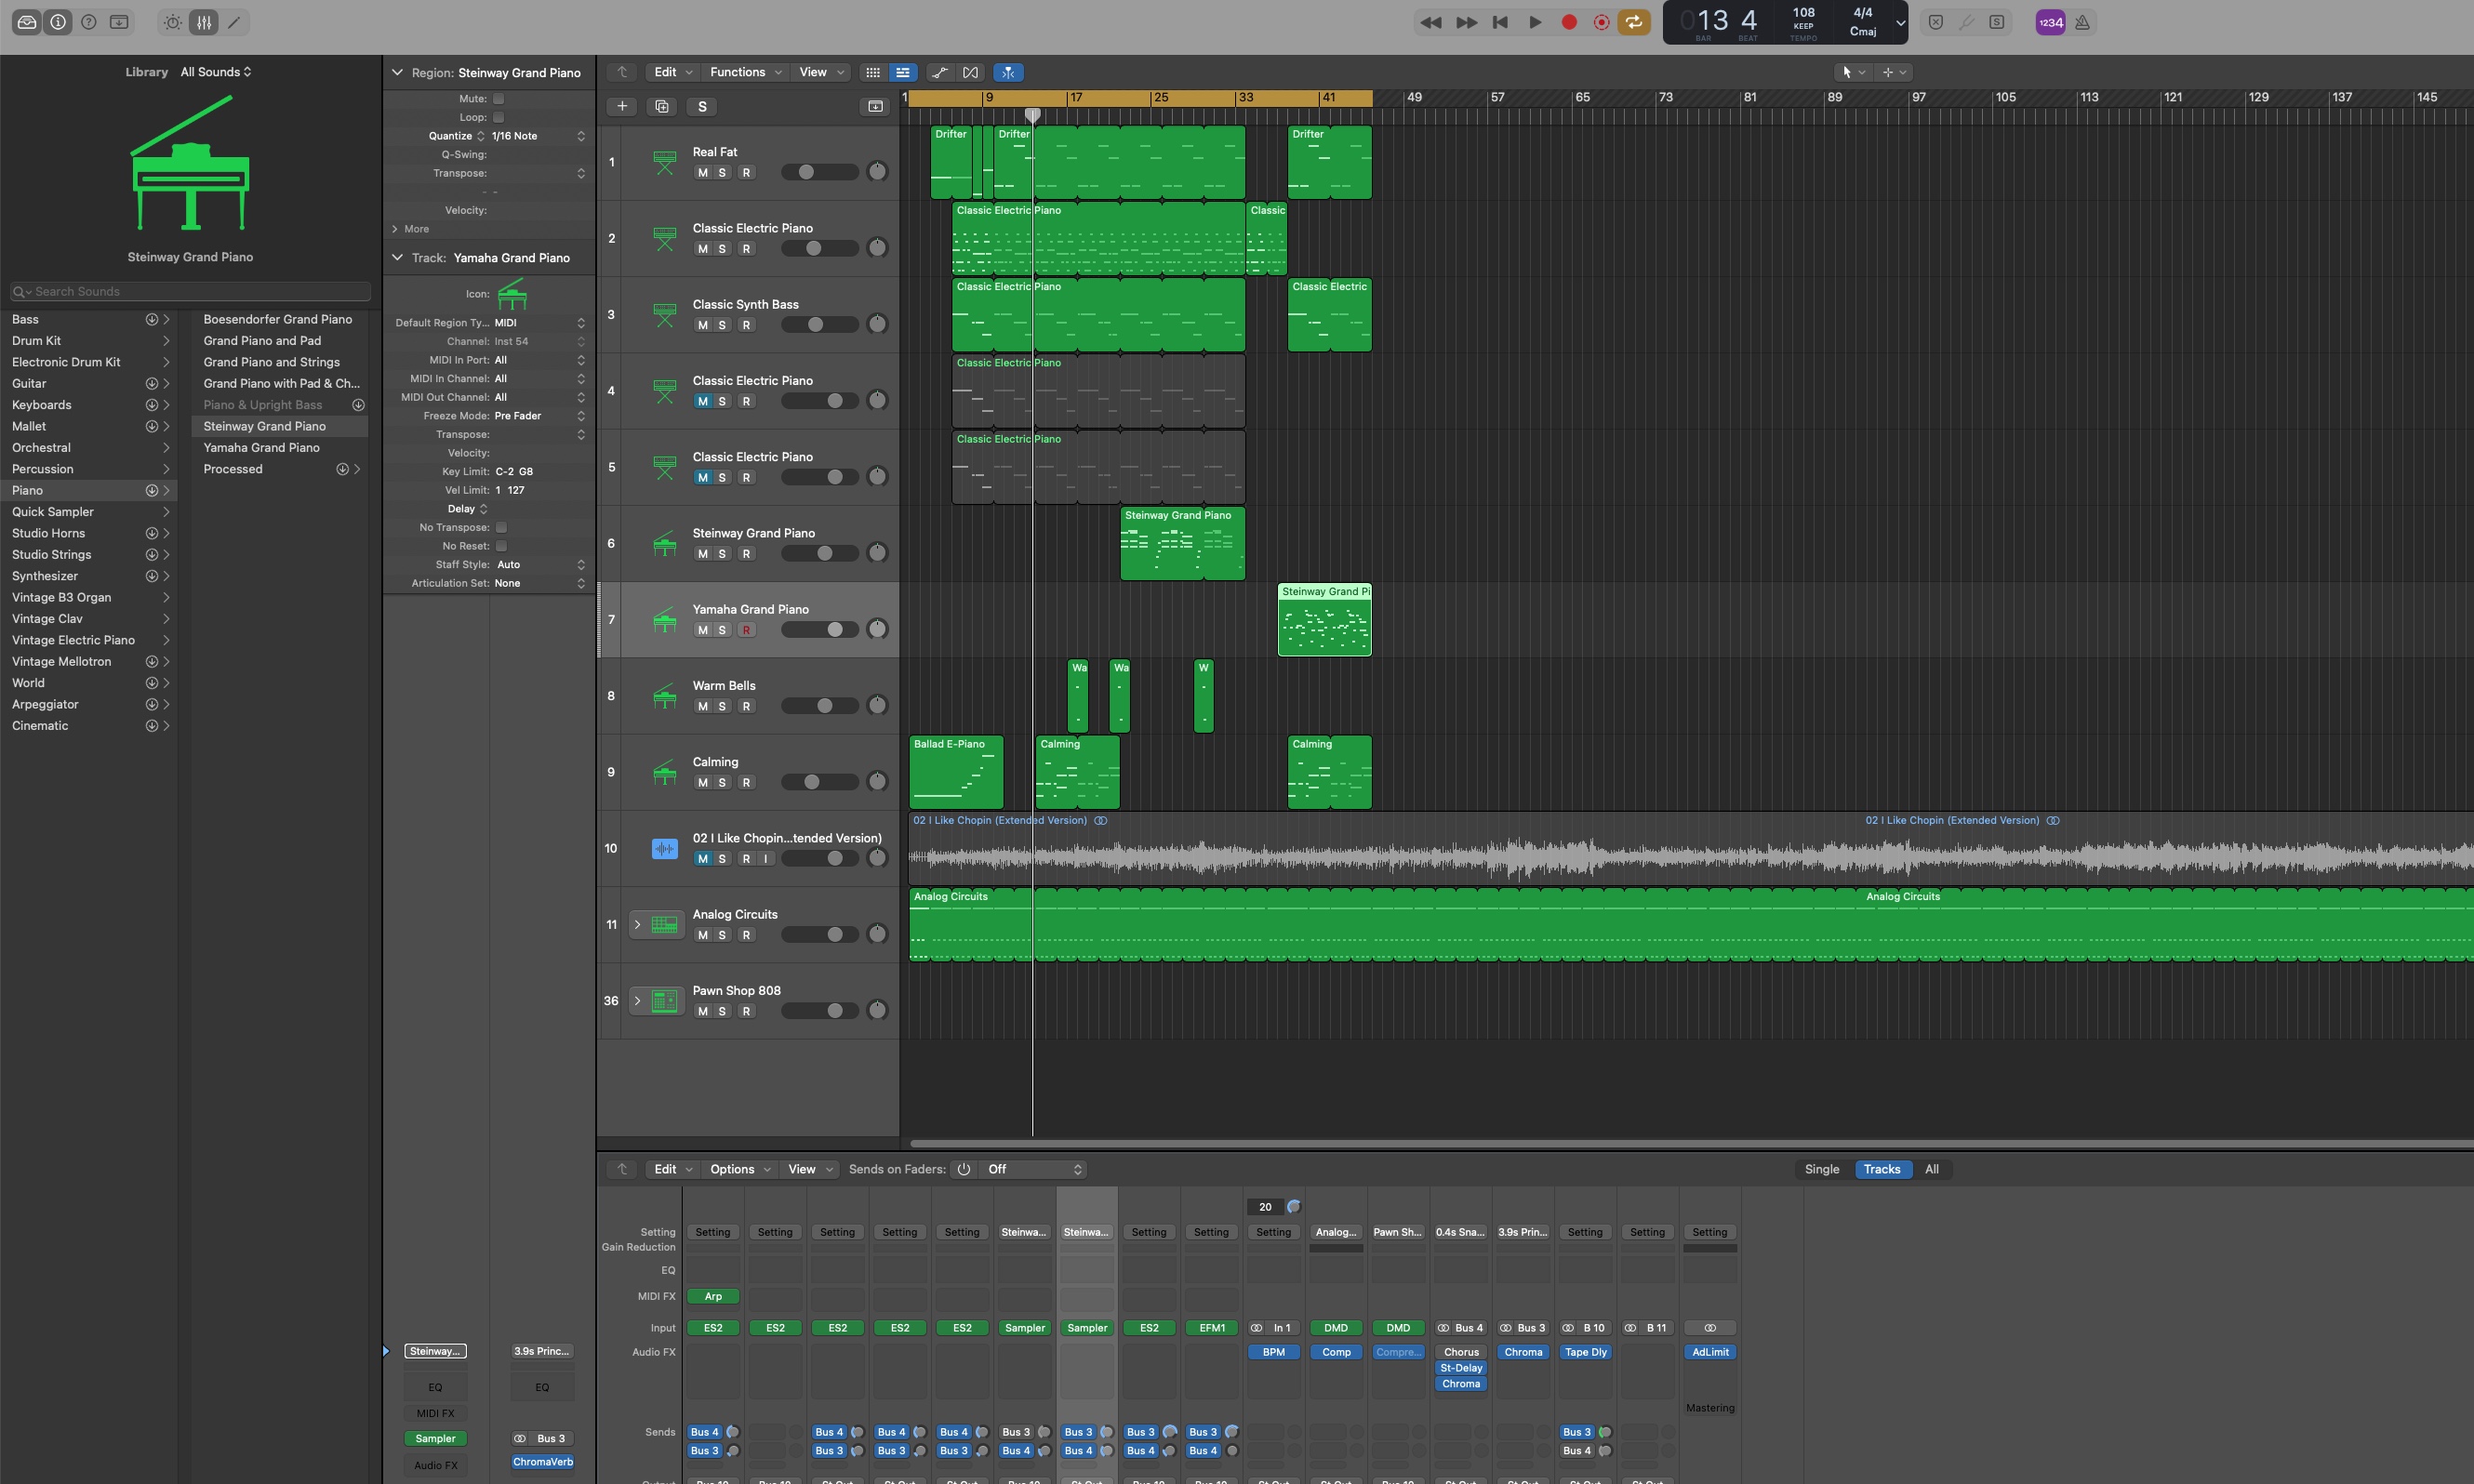 13 4
BAR BEAT
108
KEEP
TEMPO
4/4
Cmaj
S
1234
Library All Sounds
Steinway Grand Piano
Search Sounds
Bass
Drum Kit
Electronic Drum Kit
Guitar
Keyboards
Mallet
Orchestral
Percussion
Piano
Quick Sampler
Studio Horns
Studio Strings
Synthesizer
Vintage B3 Organ
Vintage Clav
Vintage Electric Piano
Vintage Mellotron
World
Arpeggiator
Cinematic
Boesendorfer Grand Piano
Grand Piano and Pad
Grand Piano and Strings
Grand Piano with Pad & Ch...
Piano & Upright Bass
Steinway Grand Piano
Yamaha Grand Piano
Processed
Region: Steinway Grand Piano
Mute:
Loop:
Quantize 1/16 Note
Q-Swing:
Transpose:
Velocity:
More
Track: Yamaha Grand Piano
Icon:
Default Region Ty... MIDI
Channel: Inst 54
MIDI In Port: All
MIDI In Channel: All
MIDI Out Channel: All
Freeze Mode: Pre Fader
Transpose:
Velocity:
Key Limit: C-2 G8
Vel Limit: 1 127
Delay
No Transpose:
No Reset:
Staff Style: Auto
Articulation Set: None
Steinway...
EQ
MIDI FX
Sampler
Audio FX
3.9s Princ...
EQ
Bus 3
ChromaVerb
Edit Functions View
S
1 9 17 25 33 41 49 57 65 73 81 89 97 105 113 121 129 137 145
1 Real Fat
M S R
Drifter Drifter Drifter
2 Classic Electric Piano
M S R
Classic Electric Piano Classic
3 Classic Synth Bass
M S R
Classic Electric Piano Classic Electric
4 Classic Electric Piano
M S R
Classic Electric Piano
5 Classic Electric Piano
M S R
Classic Electric Piano
6 Steinway Grand Piano
M S R
Steinway Grand Piano
7 Yamaha Grand Piano
M S R
Steinway Grand Pi
8 Warm Bells
M S R
Wa Wa W
9 Calming
M S R
Ballad E-Piano Calming Calming
10 02 I Like Chopin...tended Version)
M S R I
02 I Like Chopin (Extended Version) 02 I Like Chopin (Extended Version)
11 Analog Circuits
M S R
Analog Circuits Analog Circuits
36 Pawn Shop 808
M S R
Edit Options View Sends on Faders: Off Single Tracks All
20
Setting Setting Setting Setting Setting Setting Steinwa... Steinwa... Setting Setting Setting Analog... Pawn Sh... 0.4s Sna... 3.9s Prin... Setting Setting Setting
Gain Reduction
EQ
MIDI FX Arp
Input ES2 ES2 ES2 ES2 ES2 Sampler Sampler ES2 EFM1 In 1 DMD DMD Bus 4 Bus 3 B 10 B 11
Audio FX BPM Comp Compre... Chorus Chroma Tape Dly AdLimit
St-Delay
Chroma
Mastering
Sends Bus 4 Bus 4 Bus 4 Bus 4 Bus 3 Bus 3 Bus 3 Bus 3 Bus 3
Bus 3 Bus 3 Bus 3 Bus 3 Bus 4 Bus 4 Bus 4 Bus 4 Bus 4